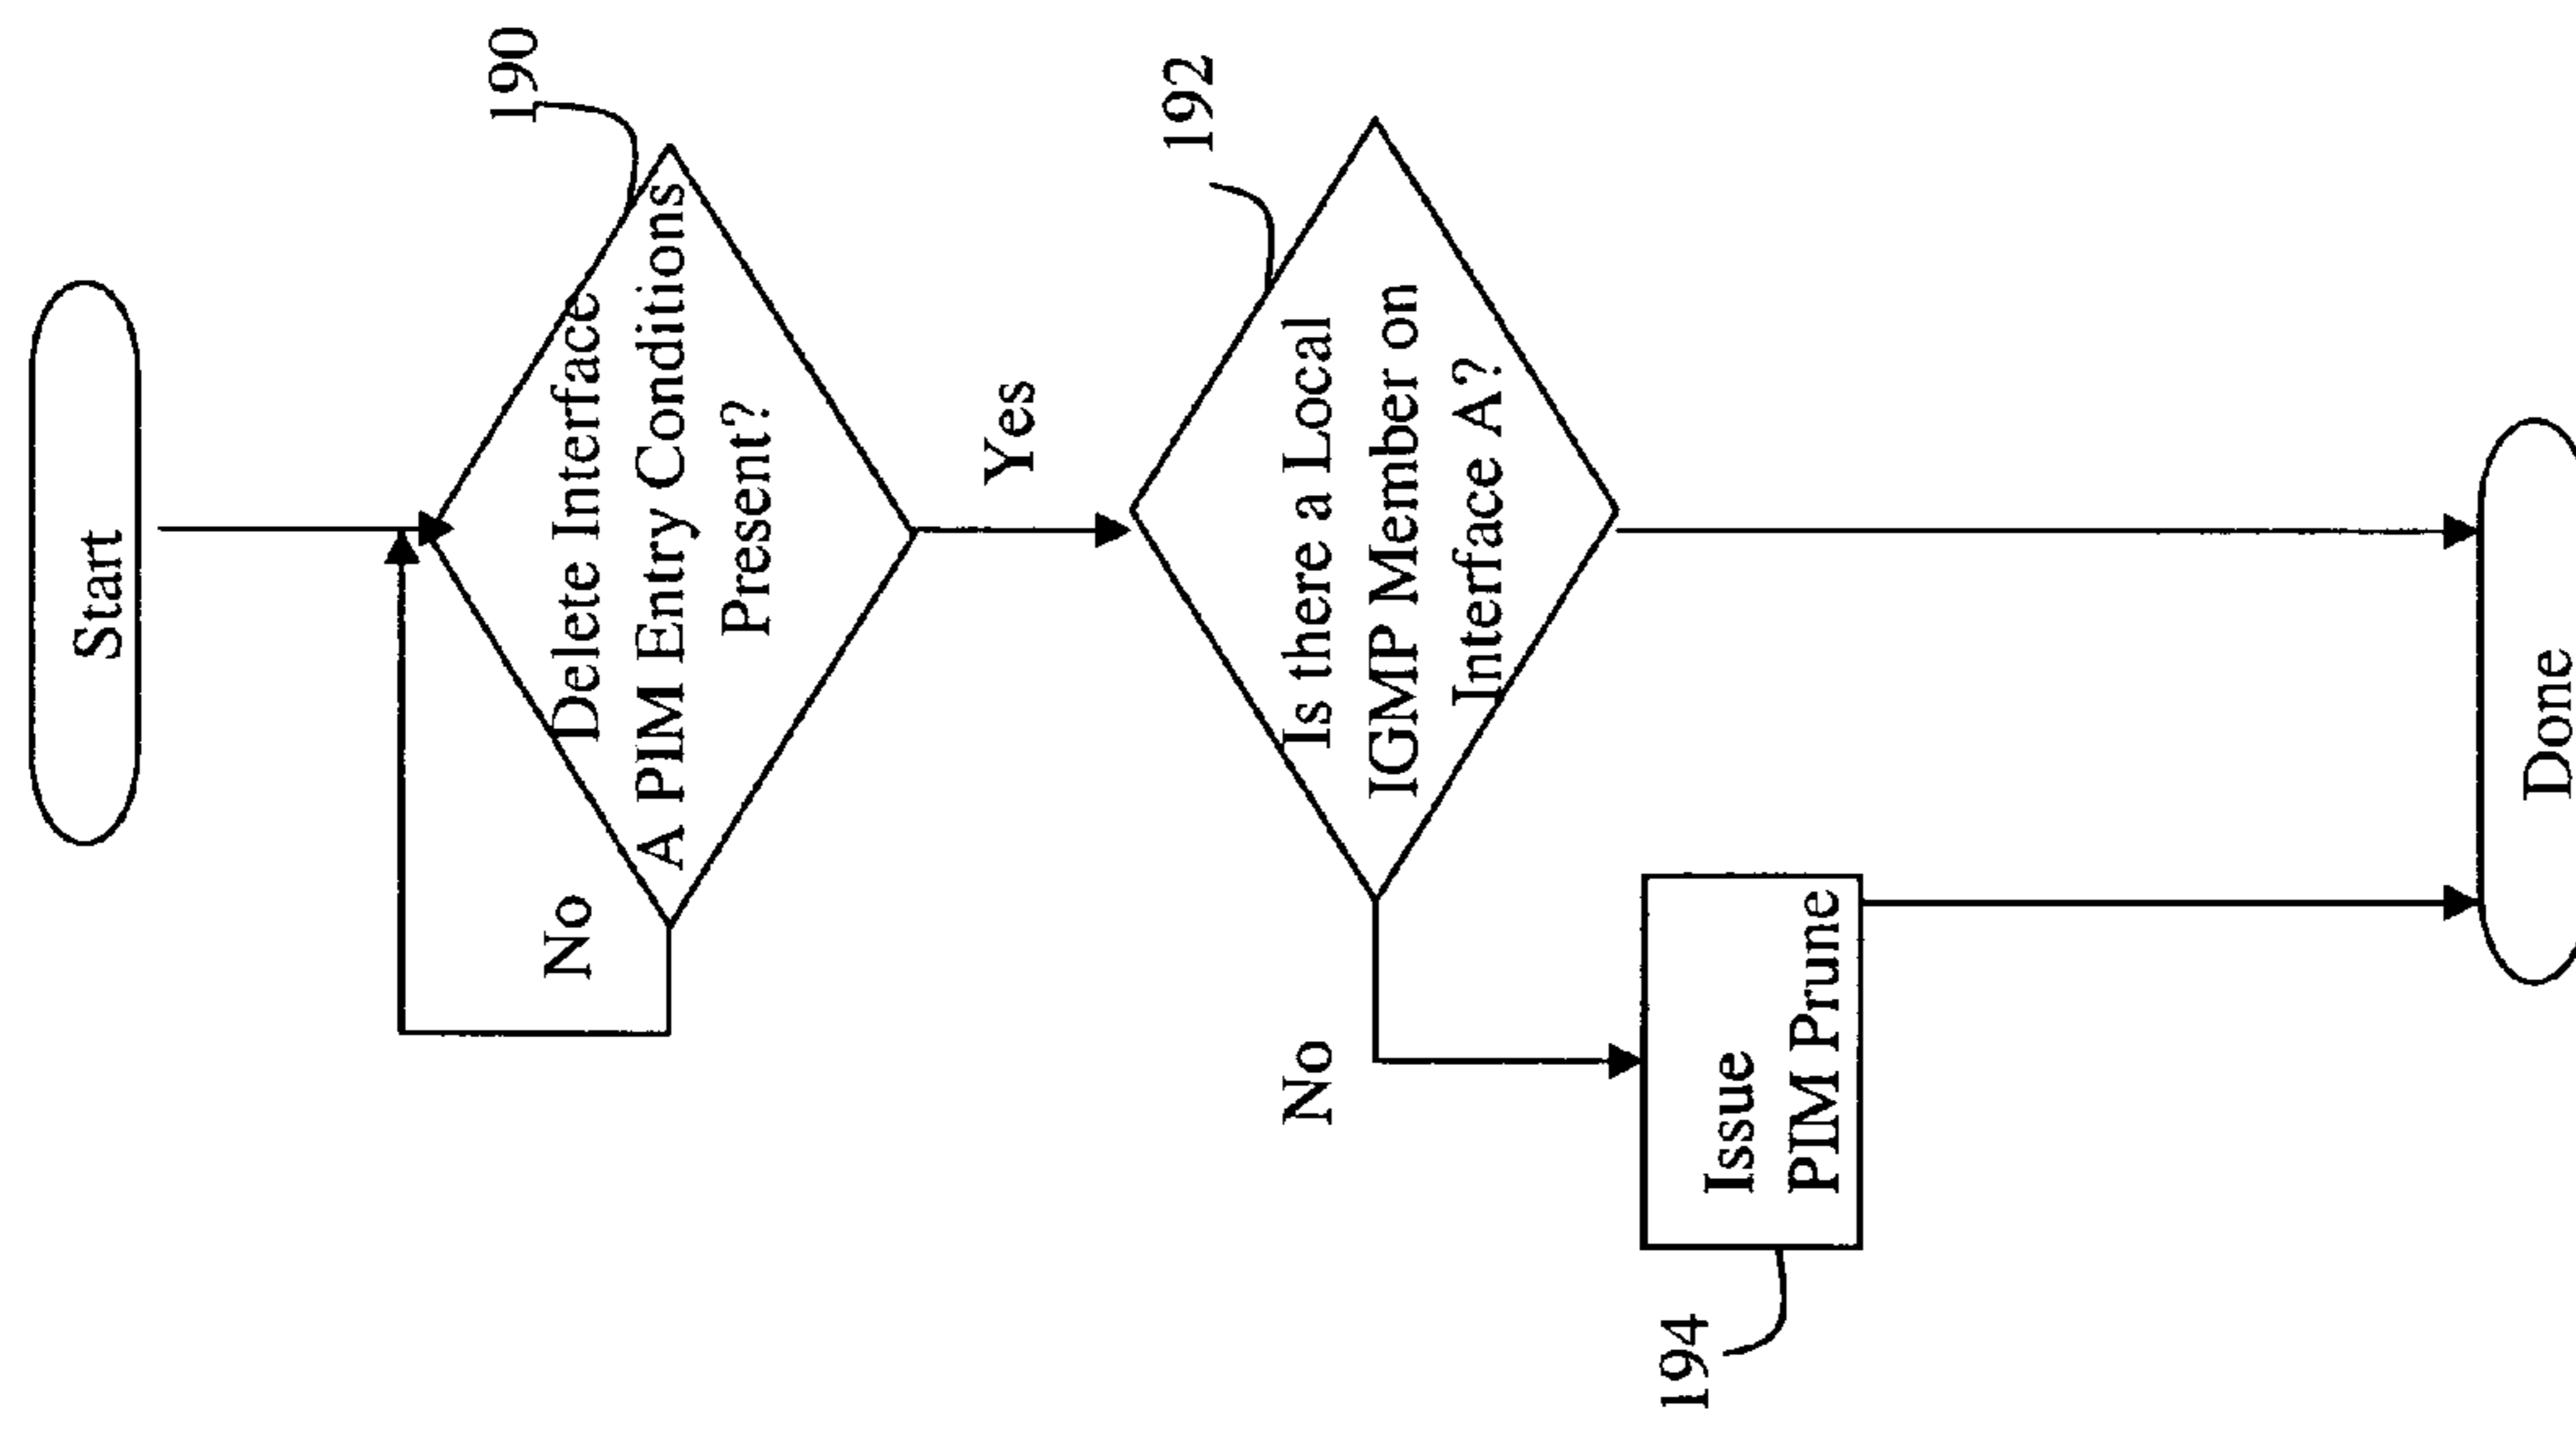 Start
190
Delete Interface
A PIM Entry Conditions
Present?
No
Yes
192
Is there a Local
IGMP Member on
Interface A?
No
Issue
PIM Prune
194
Done